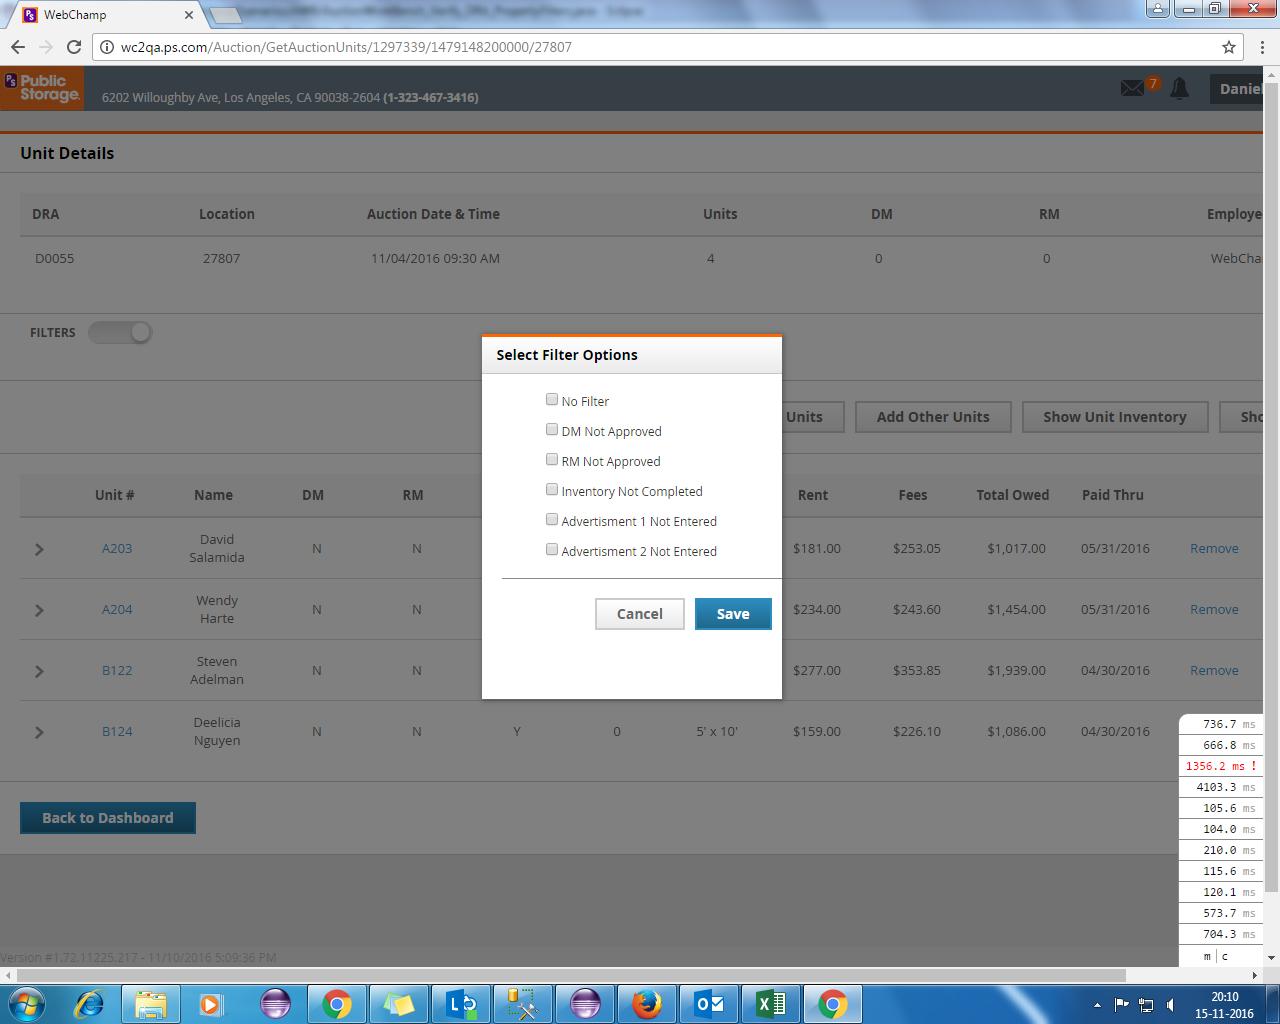 WebChamp
wc2qa.ps.com/Auction/GetAuctionUnits/1297339/1479148200000/27807
PS Public Storage.
6202 Willoughby Ave, Los Angeles, CA 90038-2604 (1-323-467-3416)
7
Daniel
Unit Details
DRA Location Auction Date & Time Units DM RM Employe
D0055 27807 11/04/2016 09:30 AM 4 0 0 WebCha
FILTERS
Select Filter Options
No Filter
DM Not Approved
RM Not Approved
Inventory Not Completed
Advertisment 1 Not Entered
Advertisment 2 Not Entered
Cancel Save
Units Add Other Units Show Unit Inventory Sho
Unit # Name DM RM Rent Fees Total Owed Paid Thru
A203 David Salamida N N $181.00 $253.05 $1,017.00 05/31/2016 Remove
A204 Wendy Harte N N $234.00 $243.60 $1,454.00 05/31/2016 Remove
B122 Steven Adelman N N $277.00 $353.85 $1,939.00 04/30/2016 Remove
B124 Deelicia Nguyen N N Y 0 5' x 10' $159.00 $226.10 $1,086.00 04/30/2016
Back to Dashboard
736.7 ms
666.8 ms
1356.2 ms !
4103.3 ms
105.6 ms
104.0 ms
210.0 ms
115.6 ms
120.1 ms
573.7 ms
704.3 ms
m | c
Version #1.72.11225.217 - 11/10/2016 5:09:36 PM
20:10
15-11-2016